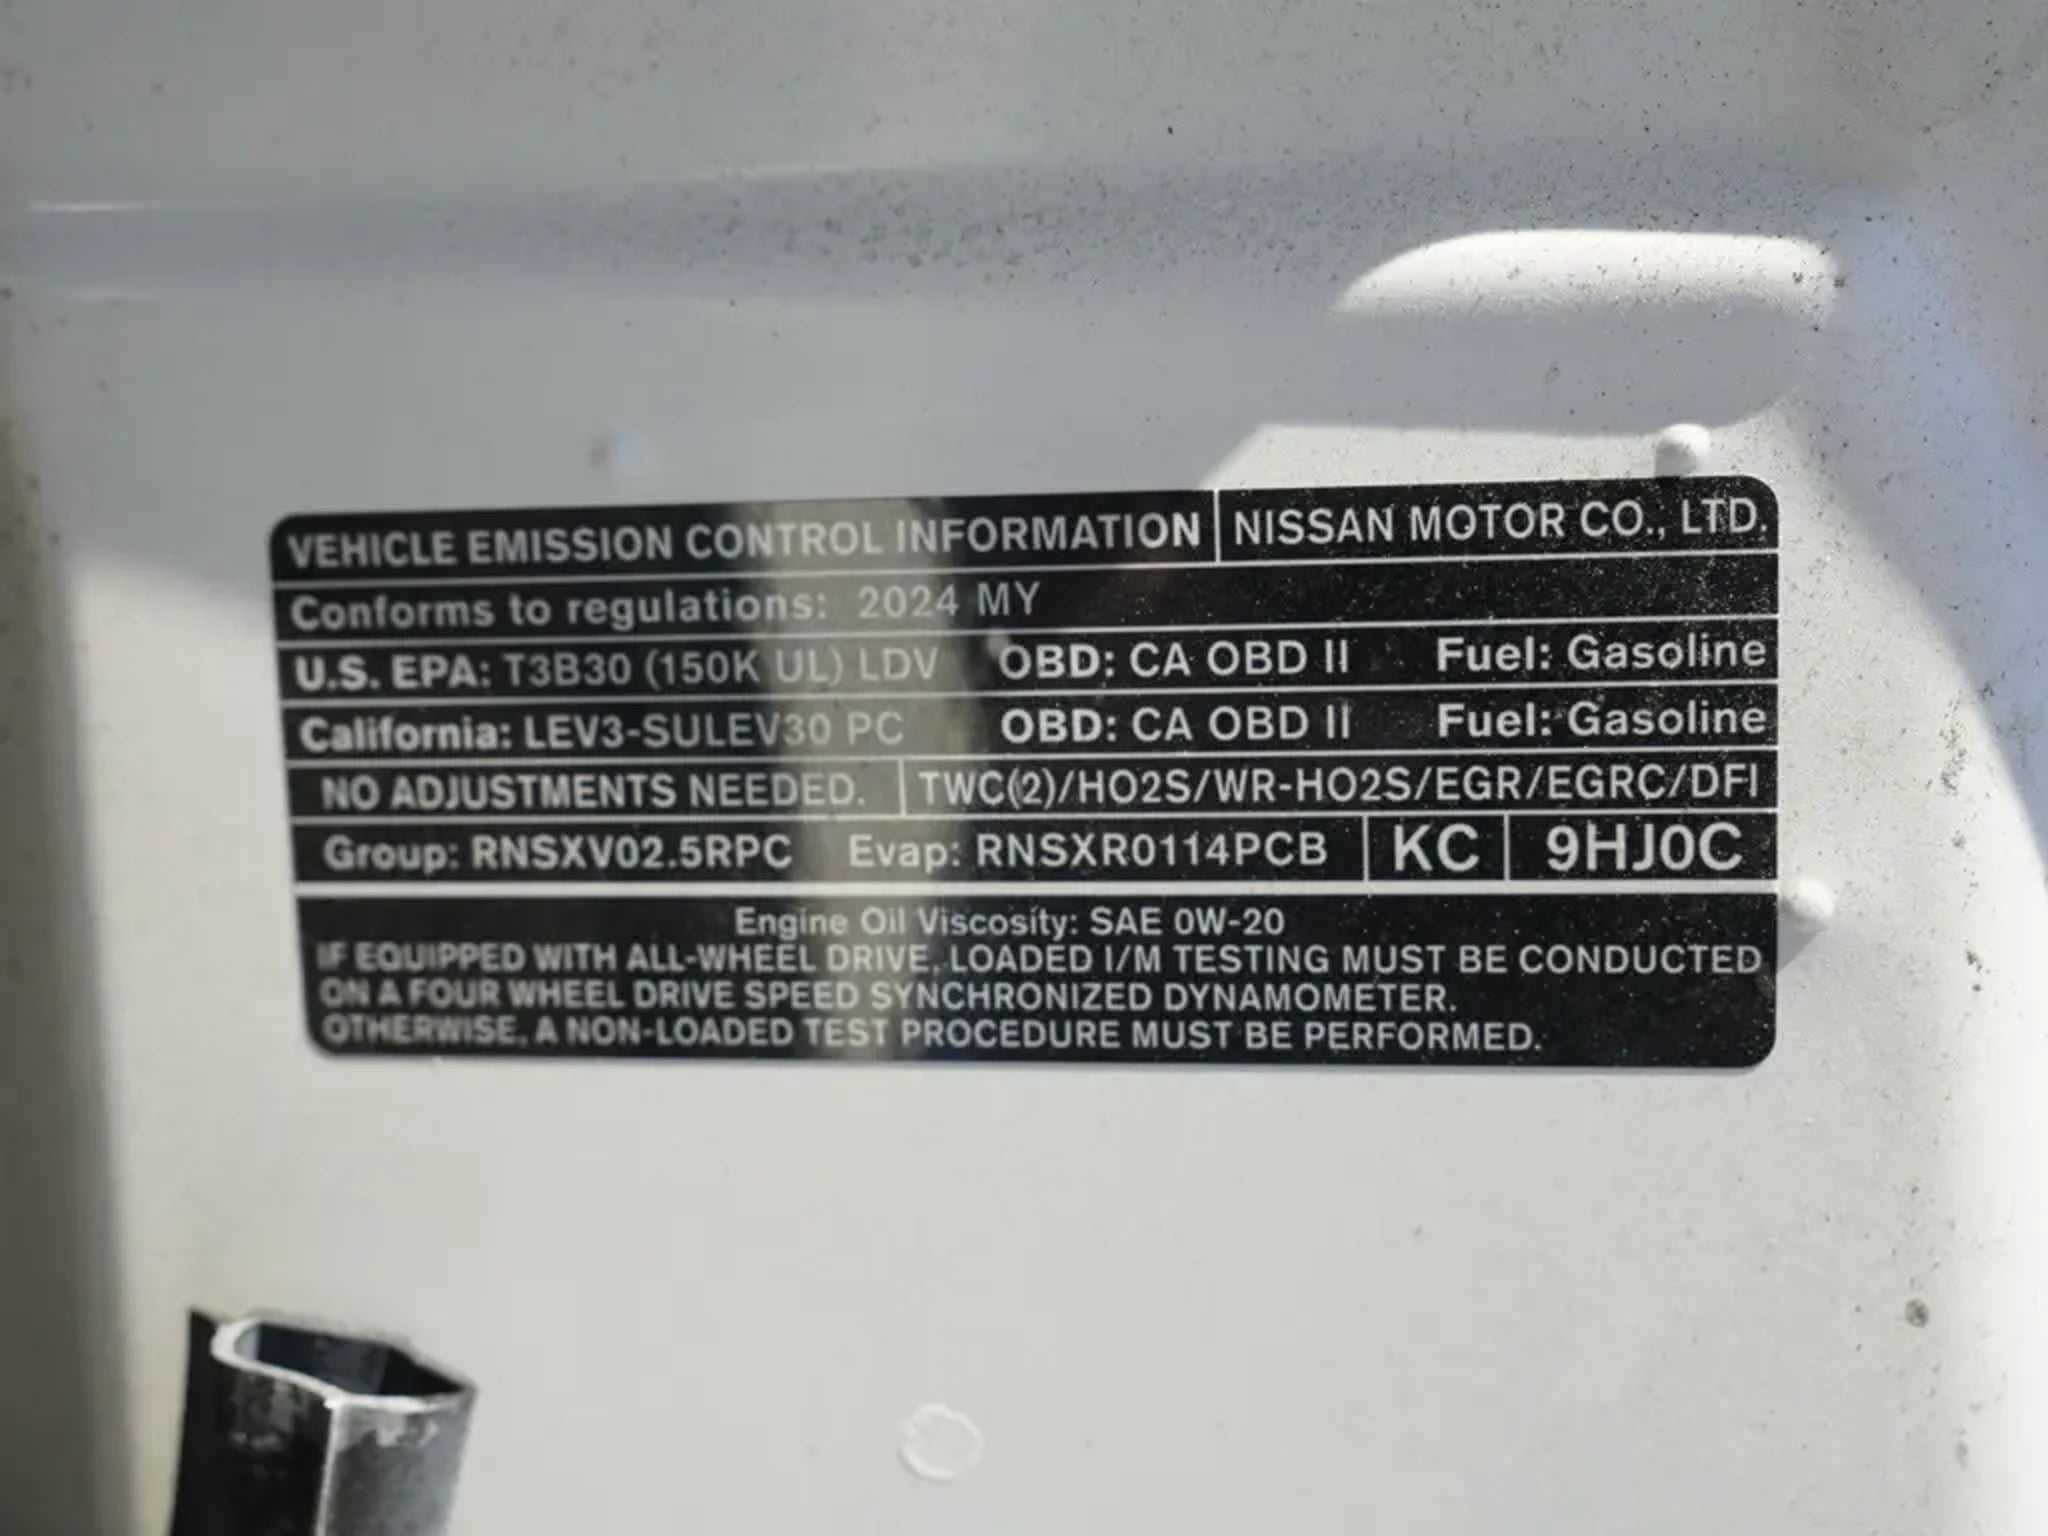 VEHICLE EMISSION CONTROL INFORMATION NISSAN MOTOR CO., LTD.
Conforms to regulations: 2024 MY
U.S. EPA: T3B30 (150K UL) LDV OBD: CA OBD II Fuel: Gasoline
California: LEV3-SULEV30 PC OBD: CA OBD II Fuel: Gasoline
NO ADJUSTMENTS NEEDED. TWC(2)/HO2S/WR-HO2S/EGR/EGRC/DFI
Group: RNSXV02.5RPC Evap: RNSXR0114PCB KC 9HJ0C
Engine Oil Viscosity: SAE 0W-20
IF EQUIPPED WITH ALL-WHEEL DRIVE, LOADED I/M TESTING MUST BE CONDUCTED
ON A FOUR WHEEL DRIVE SPEED SYNCHRONIZED DYNAMOMETER.
OTHERWISE, A NON-LOADED TEST PROCEDURE MUST BE PERFORMED.